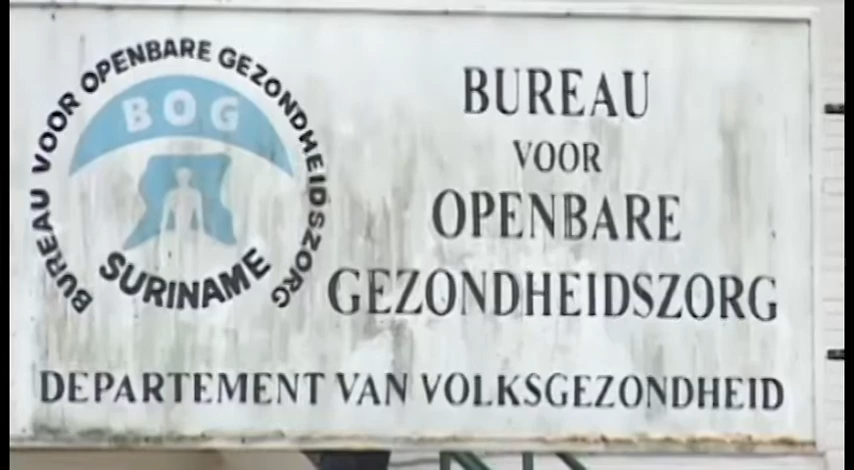 BUREAU VOOR OPENBARE GEZONDHEIDSZORG
BOG
SURINAME
BUREAU
VOOR
OPENBARE
GEZONDHEIDSZORG
DEPARTEMENT VAN VOLKSGEZONDHEID